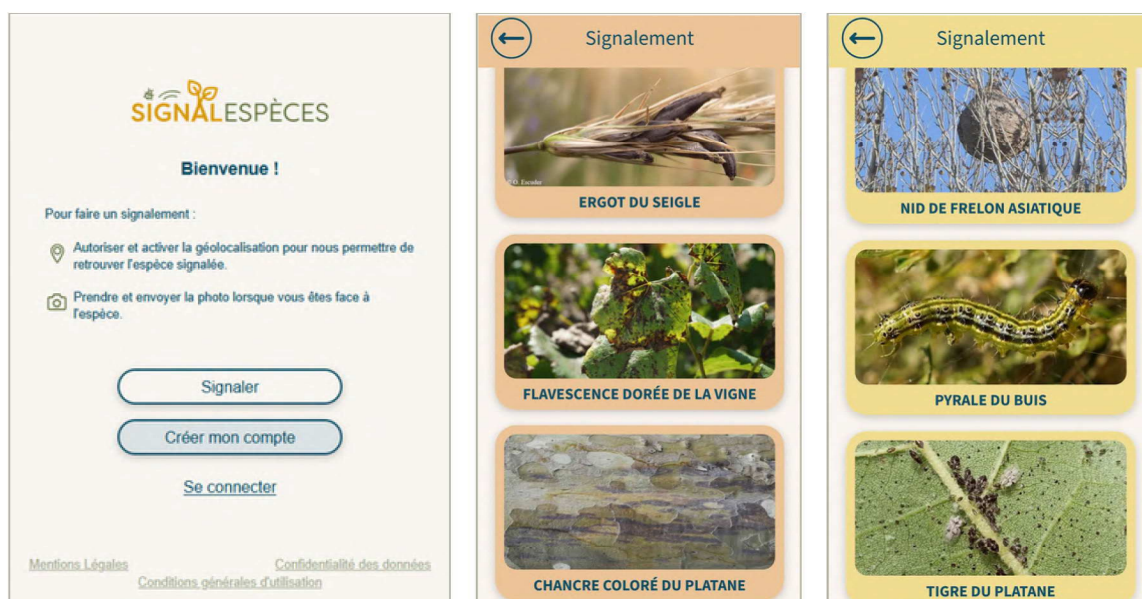 SIGNALESPÈCES
Bienvenue !
Pour faire un signalement :
Autoriser et activer la géolocalisation pour nous permettre de
retrouver l'espèce signalée.
Prendre et envoyer la photo lorsque vous êtes face à
l'espèce.
Signaler
Créer mon compte
Se connecter
Mentions Légales
Confidentialité des données
Conditions générales d'utilisation
Signalement
© O. Escuder
ERGOT DU SEIGLE
FLAVESCENCE DORÉE DE LA VIGNE
CHANCRE COLORÉ DU PLATANE
Signalement
NID DE FRELON ASIATIQUE
PYRALE DU BUIS
TIGRE DU PLATANE